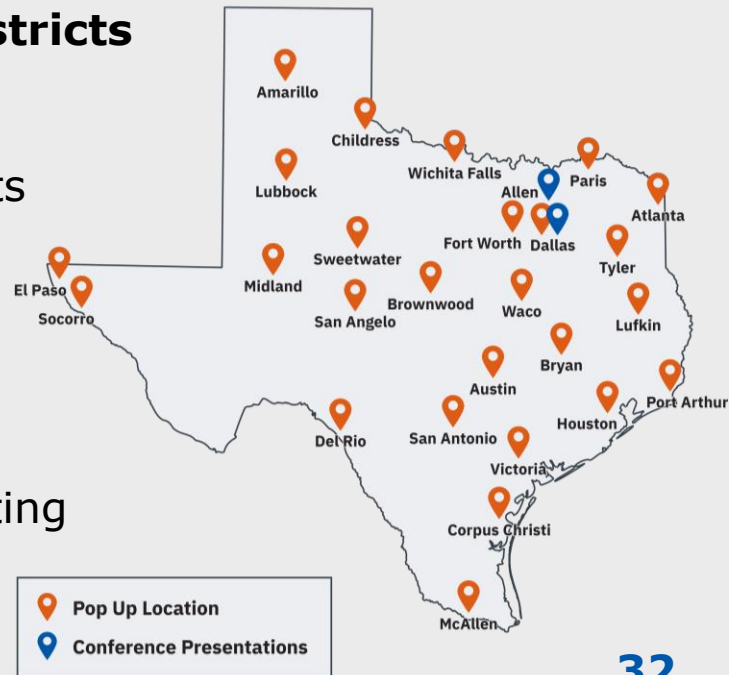 stricts
Amarillo
Childress
ts
Wichita Falls
Allen
Paris
Lubbock
Atlanta
Fort Worth
Dallas
Sweetwater
Tyler
El Paso
Midland
Brownwood
Waco
Socorro
San Angelo
Lufkin
Bryan
Austin
Port Arthur
Houston
Del Rio
San Antonio
Victoria
ting
Corpus Christi
Pop Up Location
McAllen
Conference Presentations
32